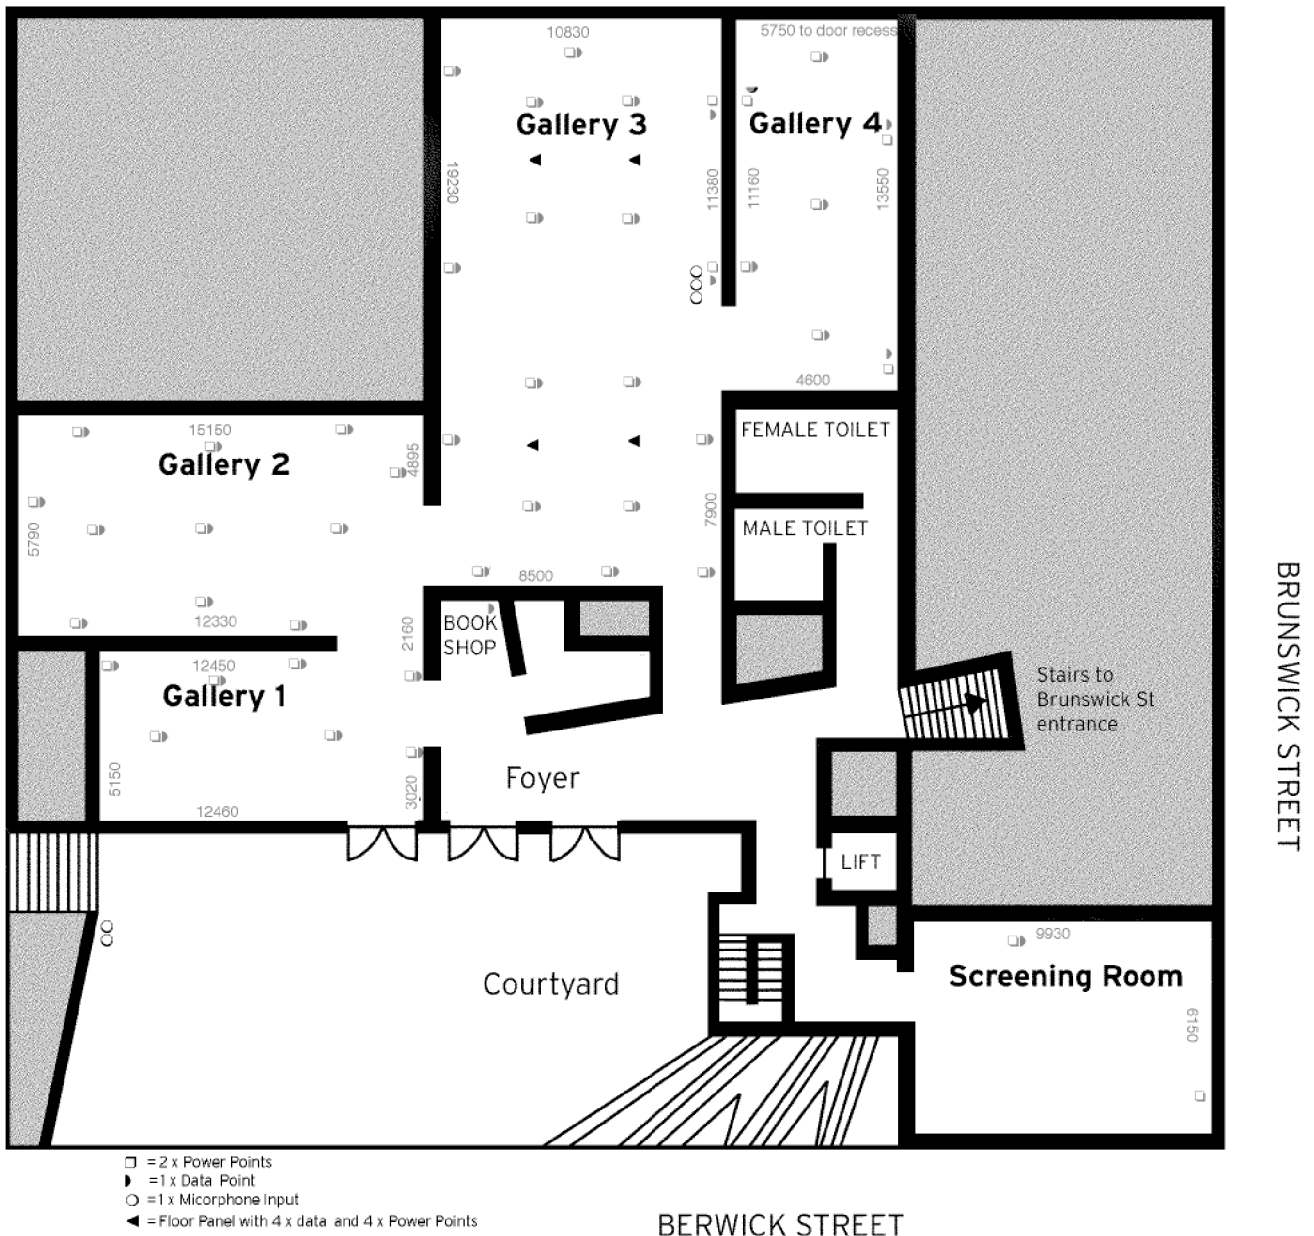 10830
5750 to door recess
Gallery 3
Gallery 4
19230
11380
11160
13550
4600
15150
Gallery 2
4895
FEMALE TOILET
5790
7900
MALE TOILET
8500
12330
BOOK
SHOP
2160
12450
Gallery 1
Stairs to
Brunswick St
entrance
BRUNSWICK STREET
5150
3020
12460
Foyer
LIFT
Courtyard
9930
Screening Room
6150
= 2 x Power Points
=1 x Data Point
=1 x Micorphone Input
= Floor Panel with 4 x data and 4 x Power Points
BERWICK STREET